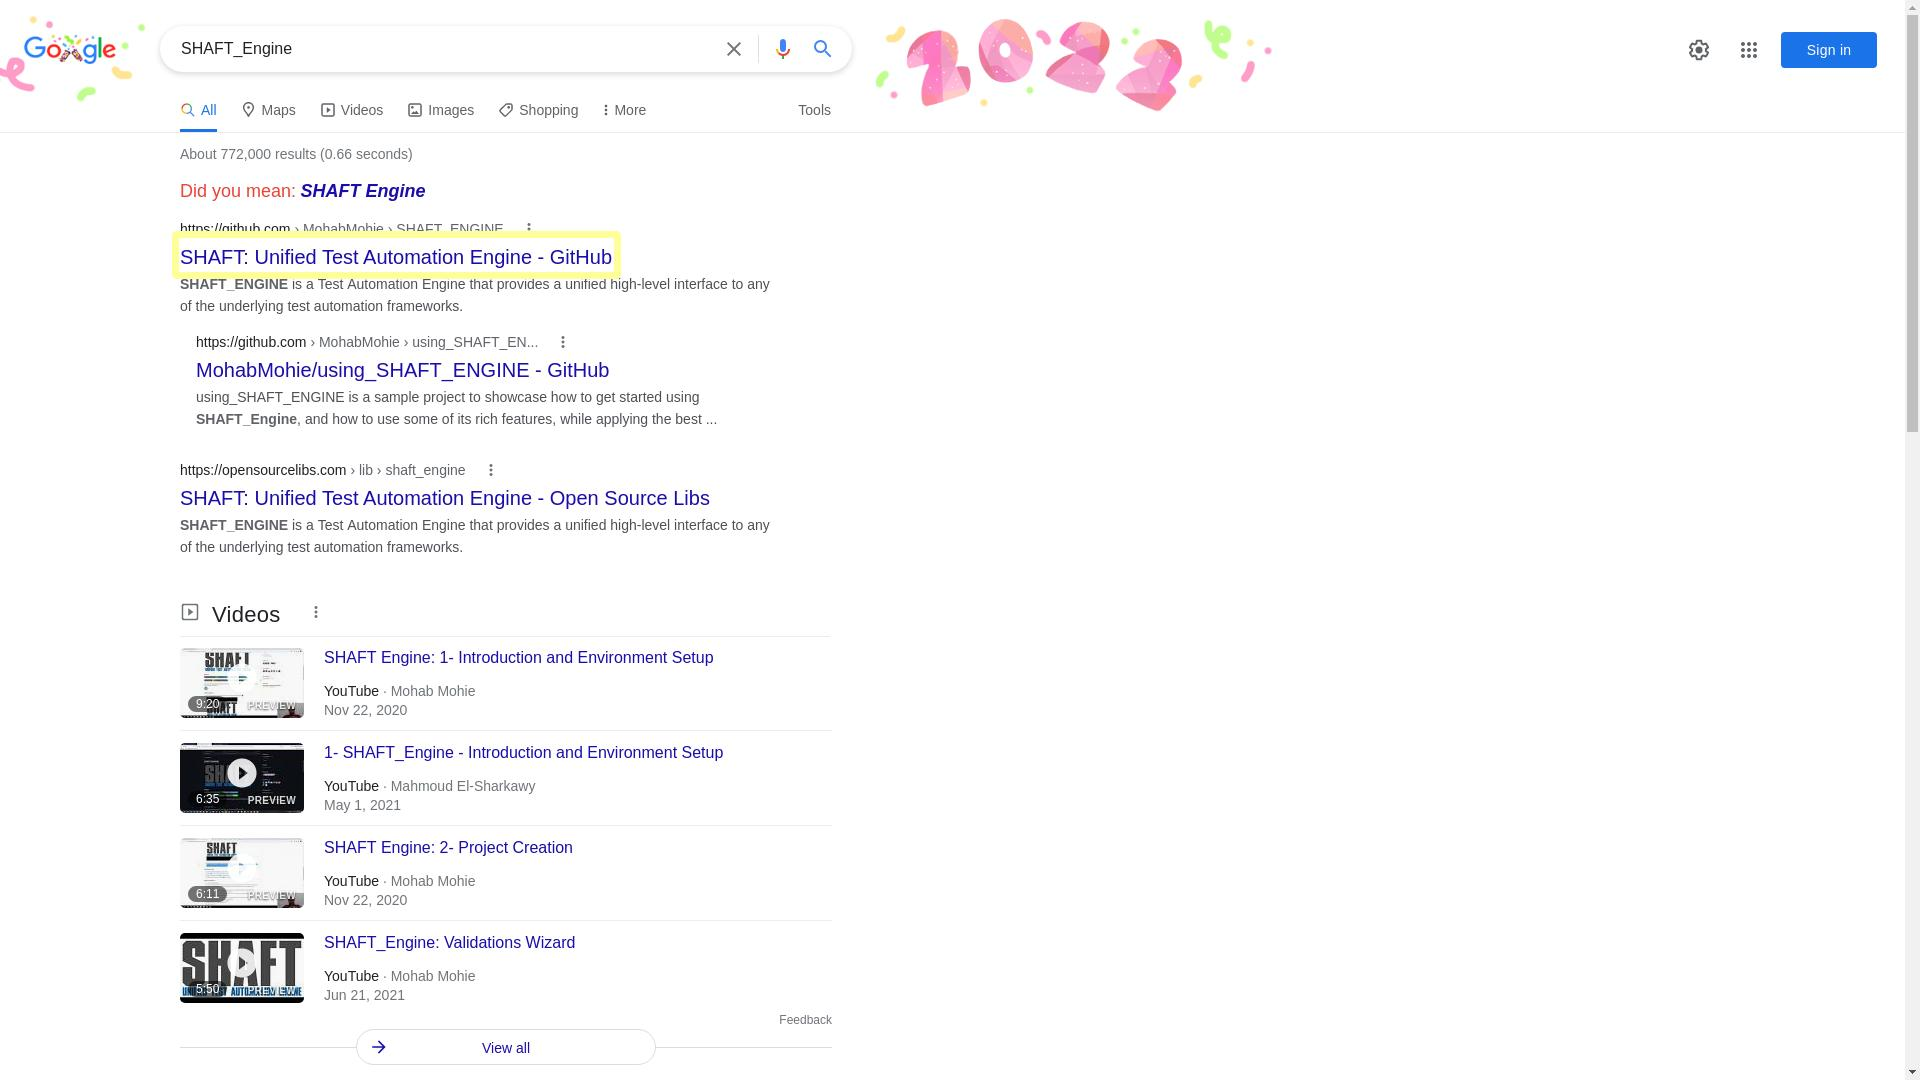 Google
SHAFT_Engine
2022
Sign in
All
Maps
Videos
Images
Shopping
More
Tools
About 772,000 results (0.66 seconds)
Did you mean: SHAFT Engine
https://github.com › MohabMohie › SHAFT_ENGINE
SHAFT: Unified Test Automation Engine - GitHub
SHAFT_ENGINE is a Test Automation Engine that provides a unified high-level interface to any
of the underlying test automation frameworks.
https://github.com › MohabMohie › using_SHAFT_EN...
MohabMohie/using_SHAFT_ENGINE - GitHub
using_SHAFT_ENGINE is a sample project to showcase how to get started using
SHAFT_Engine, and how to use some of its rich features, while applying the best ...
https://opensourcelibs.com › lib › shaft_engine
SHAFT: Unified Test Automation Engine - Open Source Libs
SHAFT_ENGINE is a Test Automation Engine that provides a unified high-level interface to any
of the underlying test automation frameworks.
Videos
SHAFT
9:20
PREVIEW
SHAFT Engine: 1- Introduction and Environment Setup
YouTube · Mohab Mohie
Nov 22, 2020
6:35
PREVIEW
1- SHAFT_Engine - Introduction and Environment Setup
YouTube · Mahmoud El-Sharkawy
May 1, 2021
SHAFT
6:11
PREVIEW
SHAFT Engine: 2- Project Creation
YouTube · Mohab Mohie
Nov 22, 2020
SHAFT
5:50
PREVIEW
SHAFT_Engine: Validations Wizard
YouTube · Mohab Mohie
Jun 21, 2021
Feedback
View all